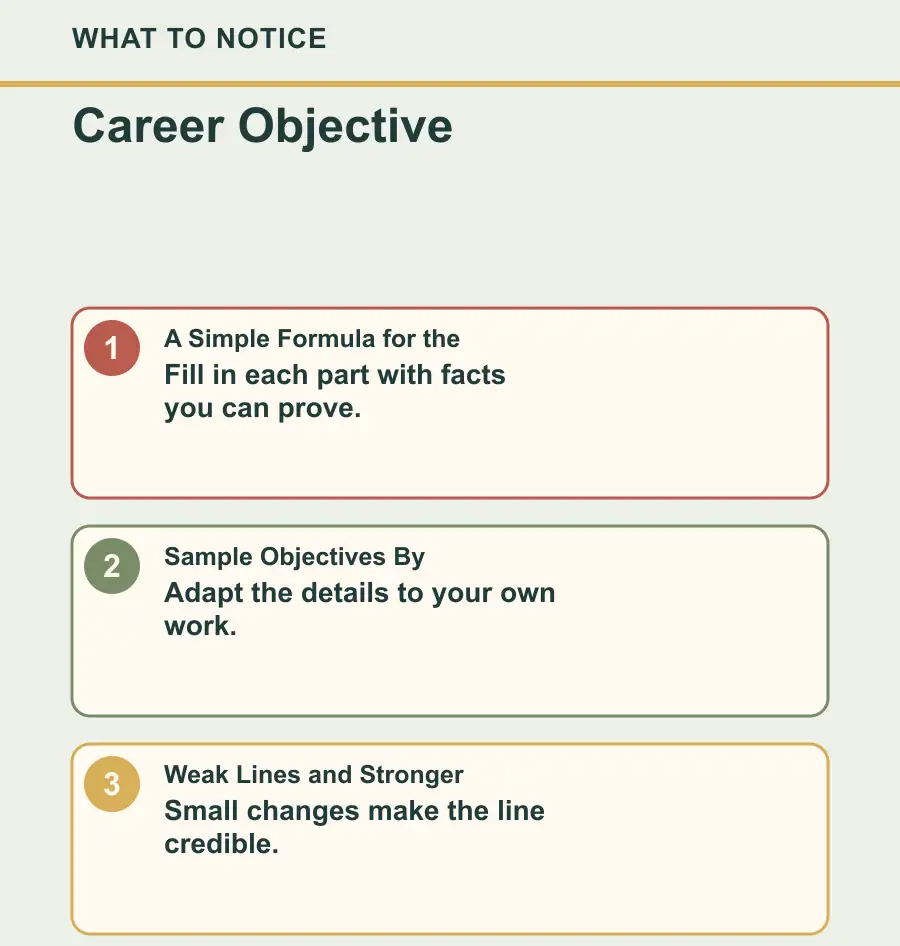 WHAT TO NOTICE
Career Objective
1
A Simple Formula for the
Fill in each part with facts
you can prove.
2
Sample Objectives By
Adapt the details to your own
work.
3
Weak Lines and Stronger
Small changes make the line
credible.